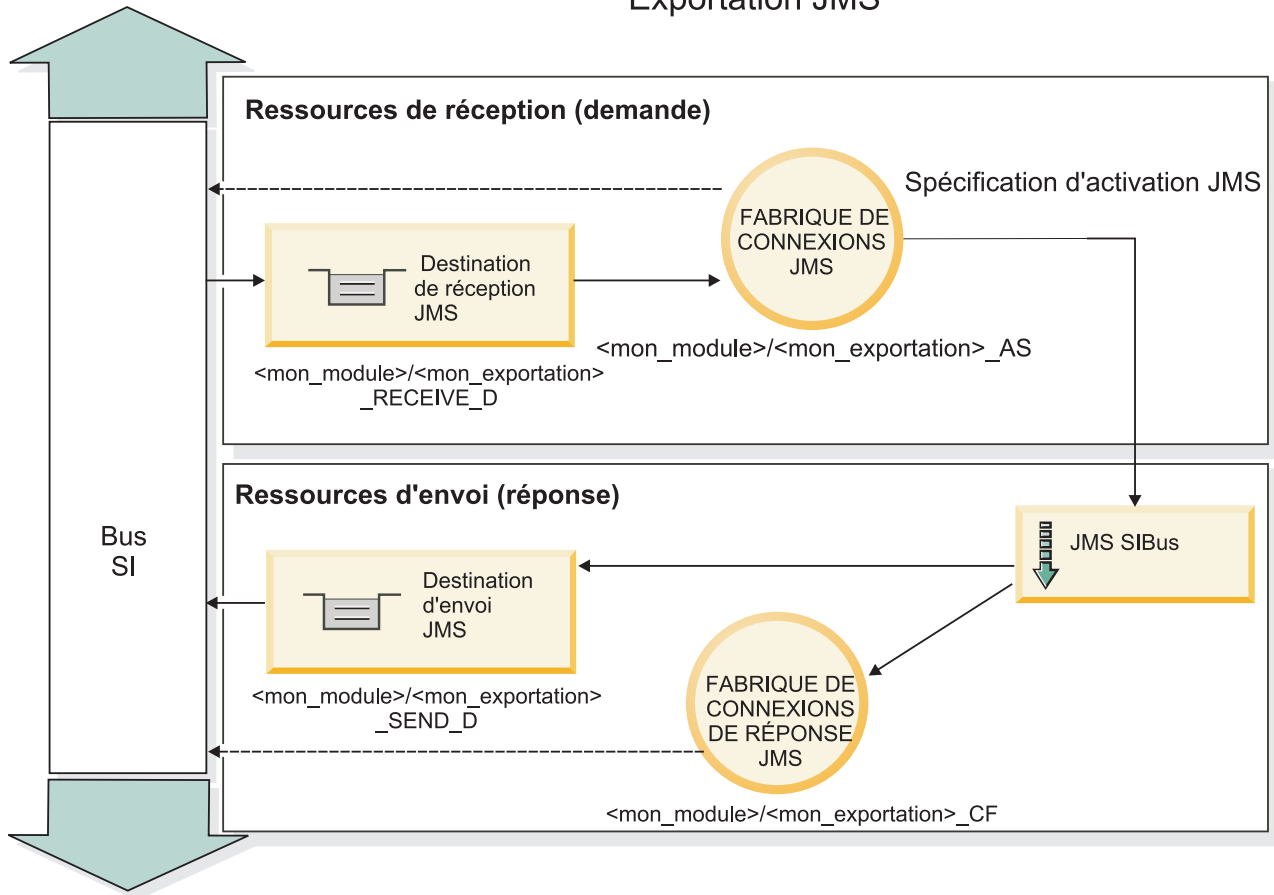 Exportation JMS
Ressources de réception (demande)
Spécification d'activation JMS
FABRIQUE DE
CONNEXIONS
JMS
Destination
de réception
JMS
<mon_module>/<mon_exportation>_AS
<mon_module>/<mon_exportation>
_RECEIVE_D
Ressources d'envoi (réponse)
Bus
SI
JMS SIBus
Destination
d'envoi
JMS
<mon_module>/<mon_exportation>
_SEND_D
FABRIQUE DE
CONNEXIONS
DE RÉPONSE
JMS
<mon_module>/<mon_exportation>_CF